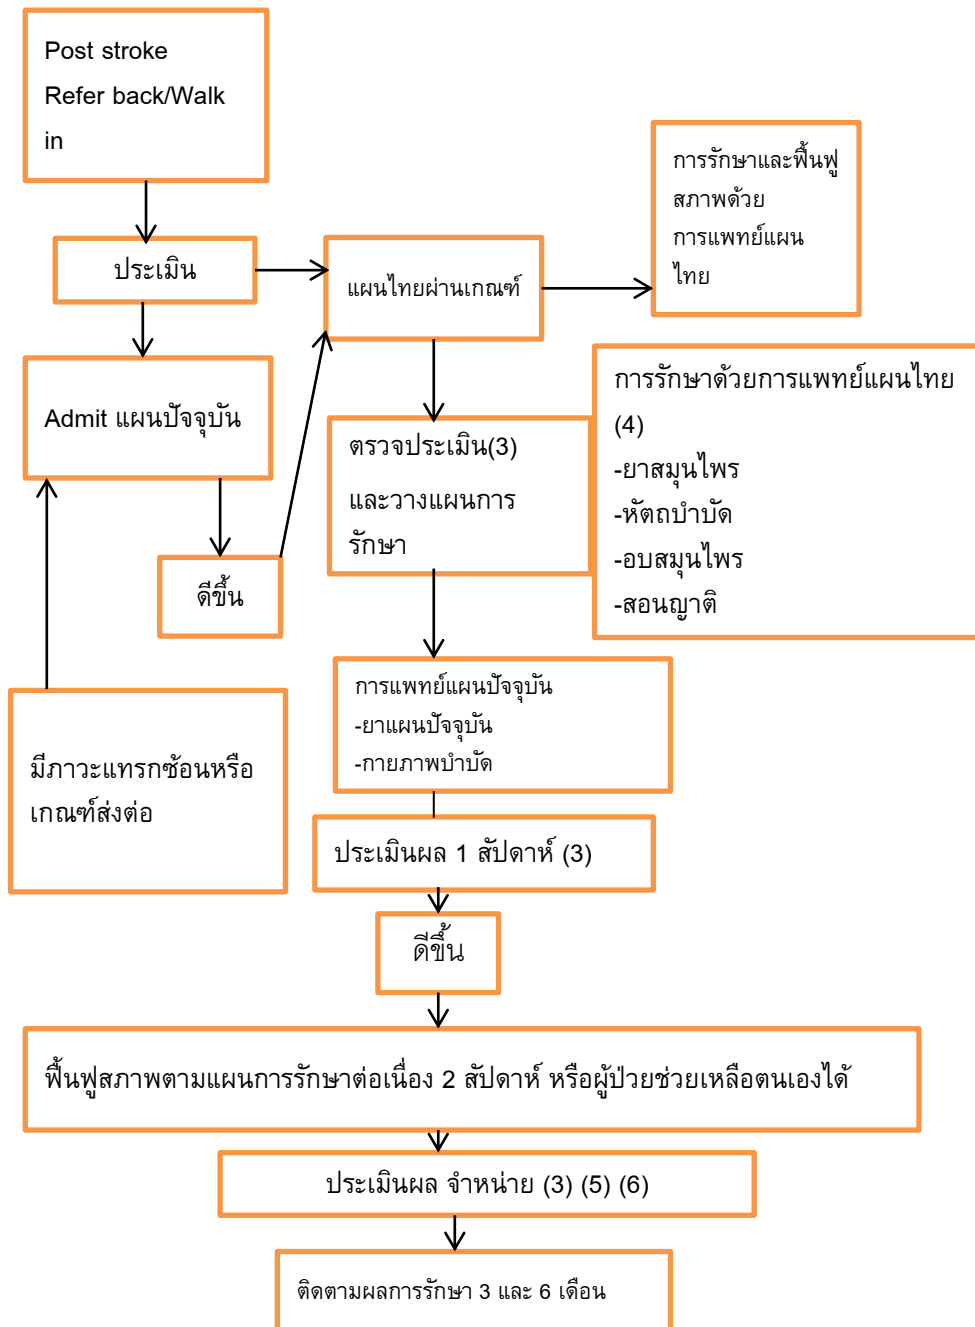 Post stroke
Refer back/Walk
in
การรักษาและฟื้นฟู
สภาพด้วย
การแพทย์แผน
ไทย
ประเมิน
แผนไทยผ่านเกณฑ์
Admit แผนปัจจุบัน
ตรวจประเมิน(3)
และวางแผนการ
รักษา
การรักษาด้วยการแพทย์แผนไทย
(4)
-ยาสมุนไพร
-หัตถบำบัด
-อบสมุนไพร
-สอนญาติ
ดีขึ้น
มีภาวะแทรกซ้อนหรือ
เกณฑ์ส่งต่อ
การแพทย์แผนปัจจุบัน
-ยาแผนปัจจุบัน
-กายภาพบำบัด
ประเมินผล 1 สัปดาห์ (3)
ดีขึ้น
ฟื้นฟูสภาพตามแผนการรักษาต่อเนื่อง 2 สัปดาห์ หรือผู้ป่วยช่วยเหลือตนเองได้
ประเมินผล จำหน่าย (3) (5) (6)
ติดตามผลการรักษา 3 และ 6 เดือน